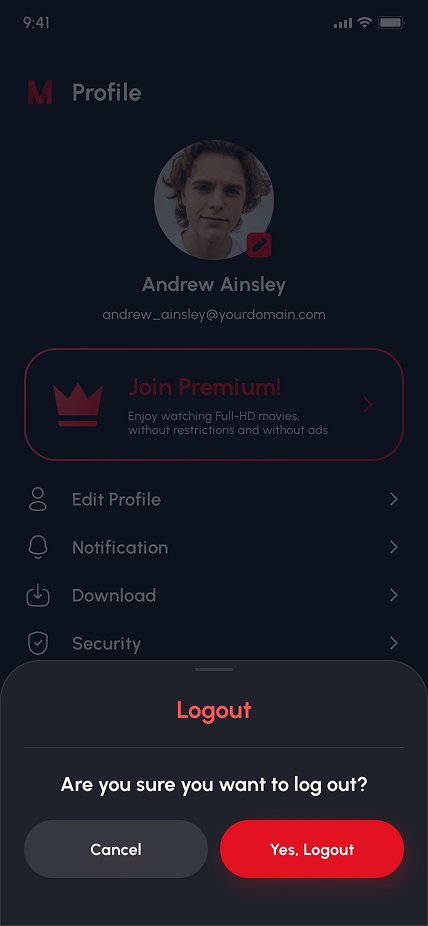 9:41
M Profile
Andrew Ainsley
andrew_ainsley@yourdomain.com
Join Premium!
Enjoy watching Full-HD movies,
without restrictions and without ads
Edit Profile
Notification
Download
Security
Logout
Are you sure you want to log out?
Cancel
Yes, Logout